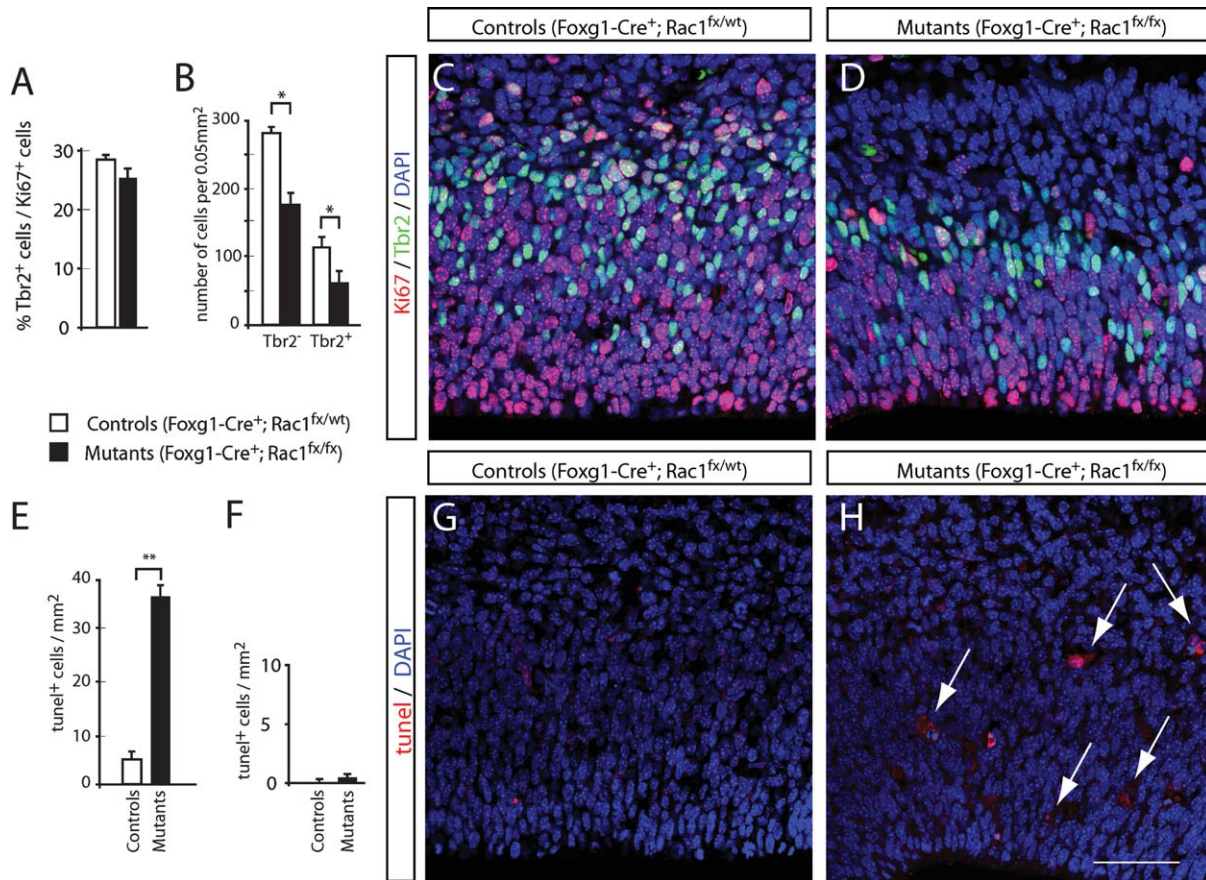 Controls (Foxg1-Cre⁺; Rac1ᶠˣ/ʷᵗ)
Mutants (Foxg1-Cre⁺; Rac1ᶠˣ/ᶠˣ)
A
% Tbr2⁺ cells / Ki67⁺ cells
30
20
10
0
B
number of cells per 0.05mm²
300
200
100
0
*
*
Tbr2⁻ Tbr2⁺
Ki67 / Tbr2 / DAPI
C
D
Controls (Foxg1-Cre⁺; Rac1ᶠˣ/ʷᵗ)
Mutants (Foxg1-Cre⁺; Rac1ᶠˣ/ᶠˣ)
Controls (Foxg1-Cre⁺; Rac1ᶠˣ/ʷᵗ)
Mutants (Foxg1-Cre⁺; Rac1ᶠˣ/ᶠˣ)
E
tunel⁺ cells / mm²
40
30
20
10
0
**
Controls
Mutants
F
tunel⁺ cells / mm²
10
5
0
Controls
Mutants
tunel / DAPI
G
H